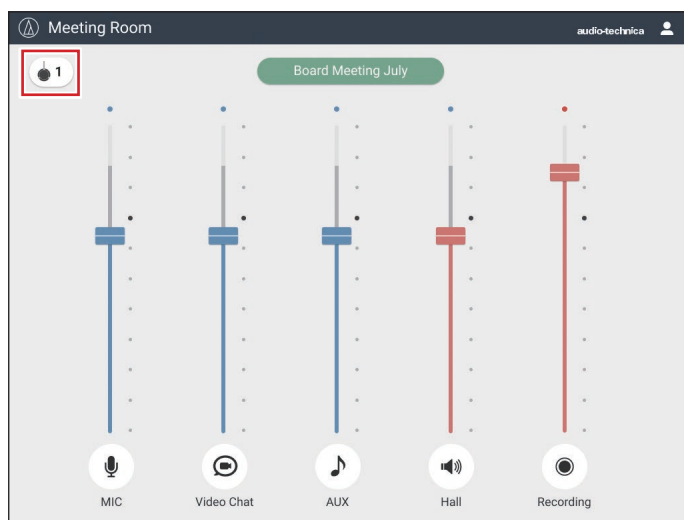 Meeting Room
audio-technica
1
Board Meeting July
MIC
Video Chat
AUX
Hall
Recording